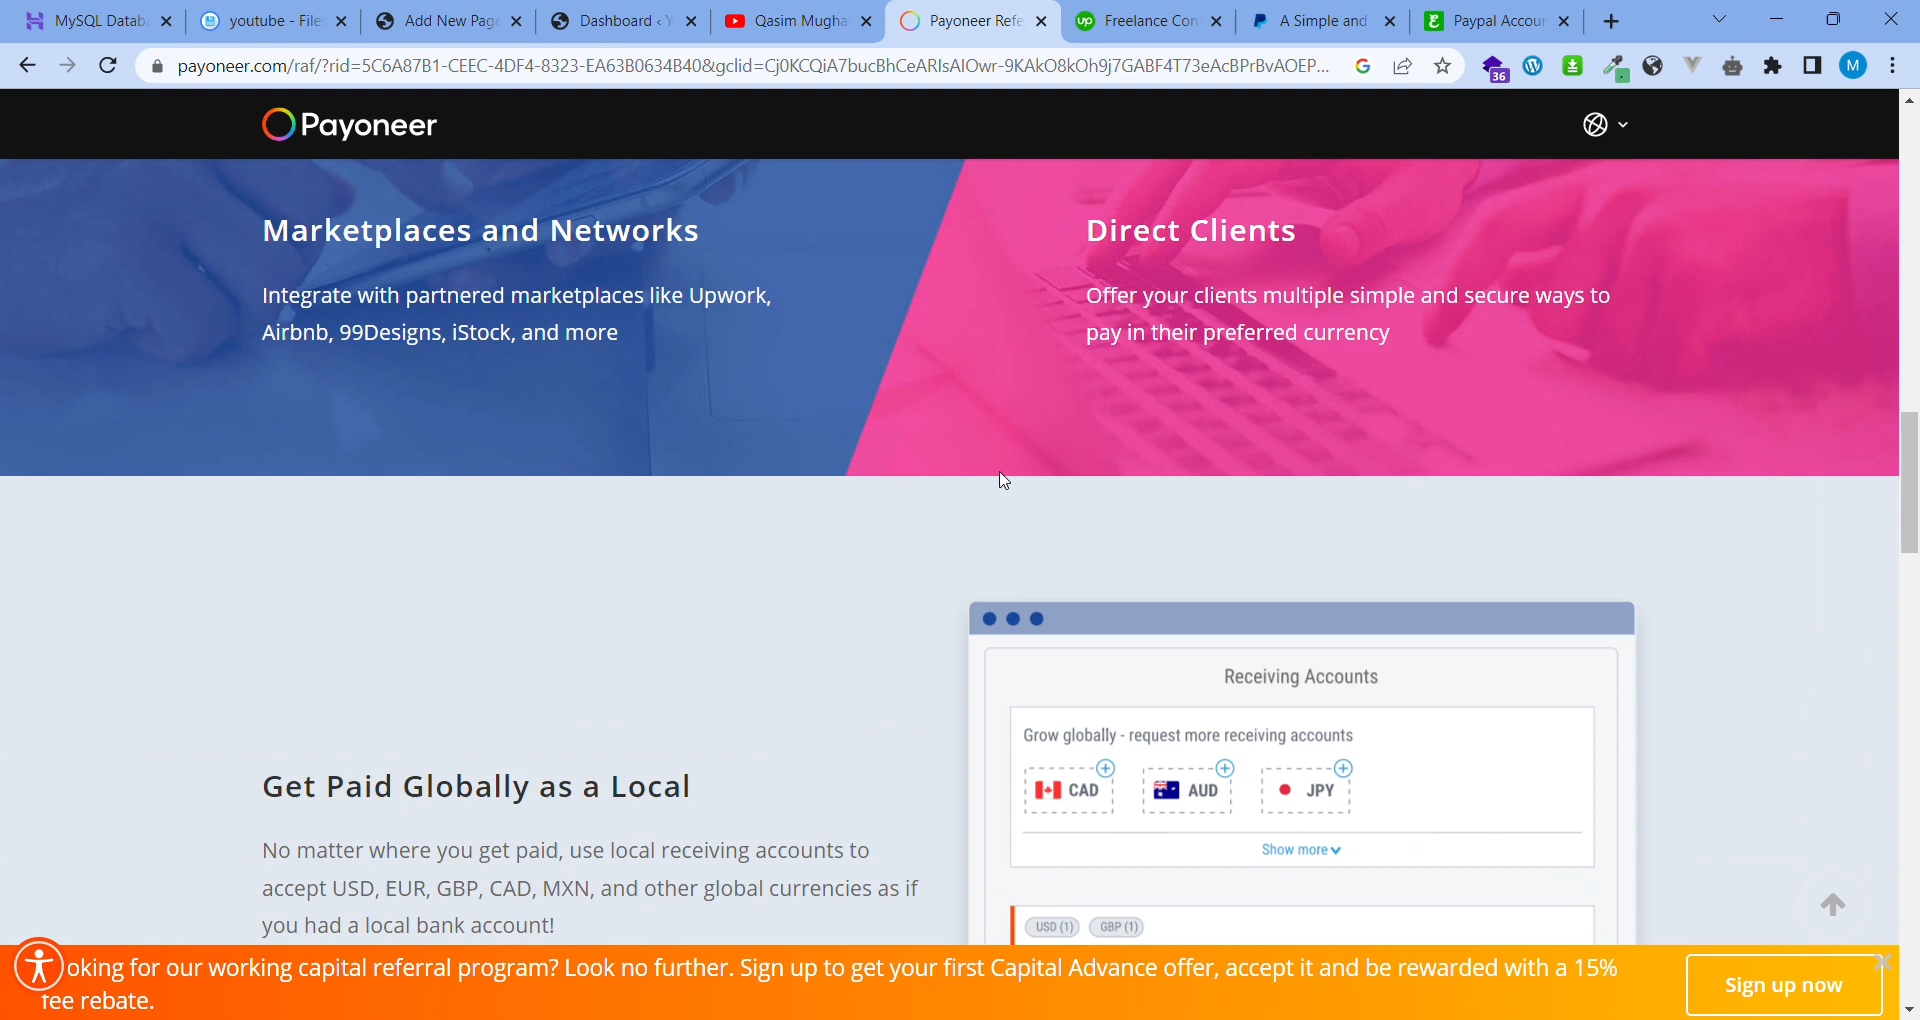 MySQL Databa
youtube - File
Add New Page
Dashboard ‹ Y
Qasim Mughal
Payoneer Refe
Freelance Con
A Simple and
Paypal Accoun
payoneer.com/raf/?rid=5C6A87B1-CEEC-4DF4-8323-EA63B0634B40&gclid=Cj0KCQiA7bucBhCeARIsAIOwr-9KAkO8kOh9j7GABF4T73eAcBPrBvAOEP...
36
M
Payoneer
Marketplaces and Networks
Integrate with partnered marketplaces like Upwork,
Airbnb, 99Designs, iStock, and more
Direct Clients
Offer your clients multiple simple and secure ways to
pay in their preferred currency
Get Paid Globally as a Local
No matter where you get paid, use local receiving accounts to
accept USD, EUR, GBP, CAD, MXN, and other global currencies as if
you had a local bank account!
Receiving Accounts
Grow globally - request more receiving accounts
CAD AUD JPY
Show more
USD (1) GBP (1)
oking for our working capital referral program? Look no further. Sign up to get your first Capital Advance offer, accept it and be rewarded with a 15%
fee rebate.
Sign up now